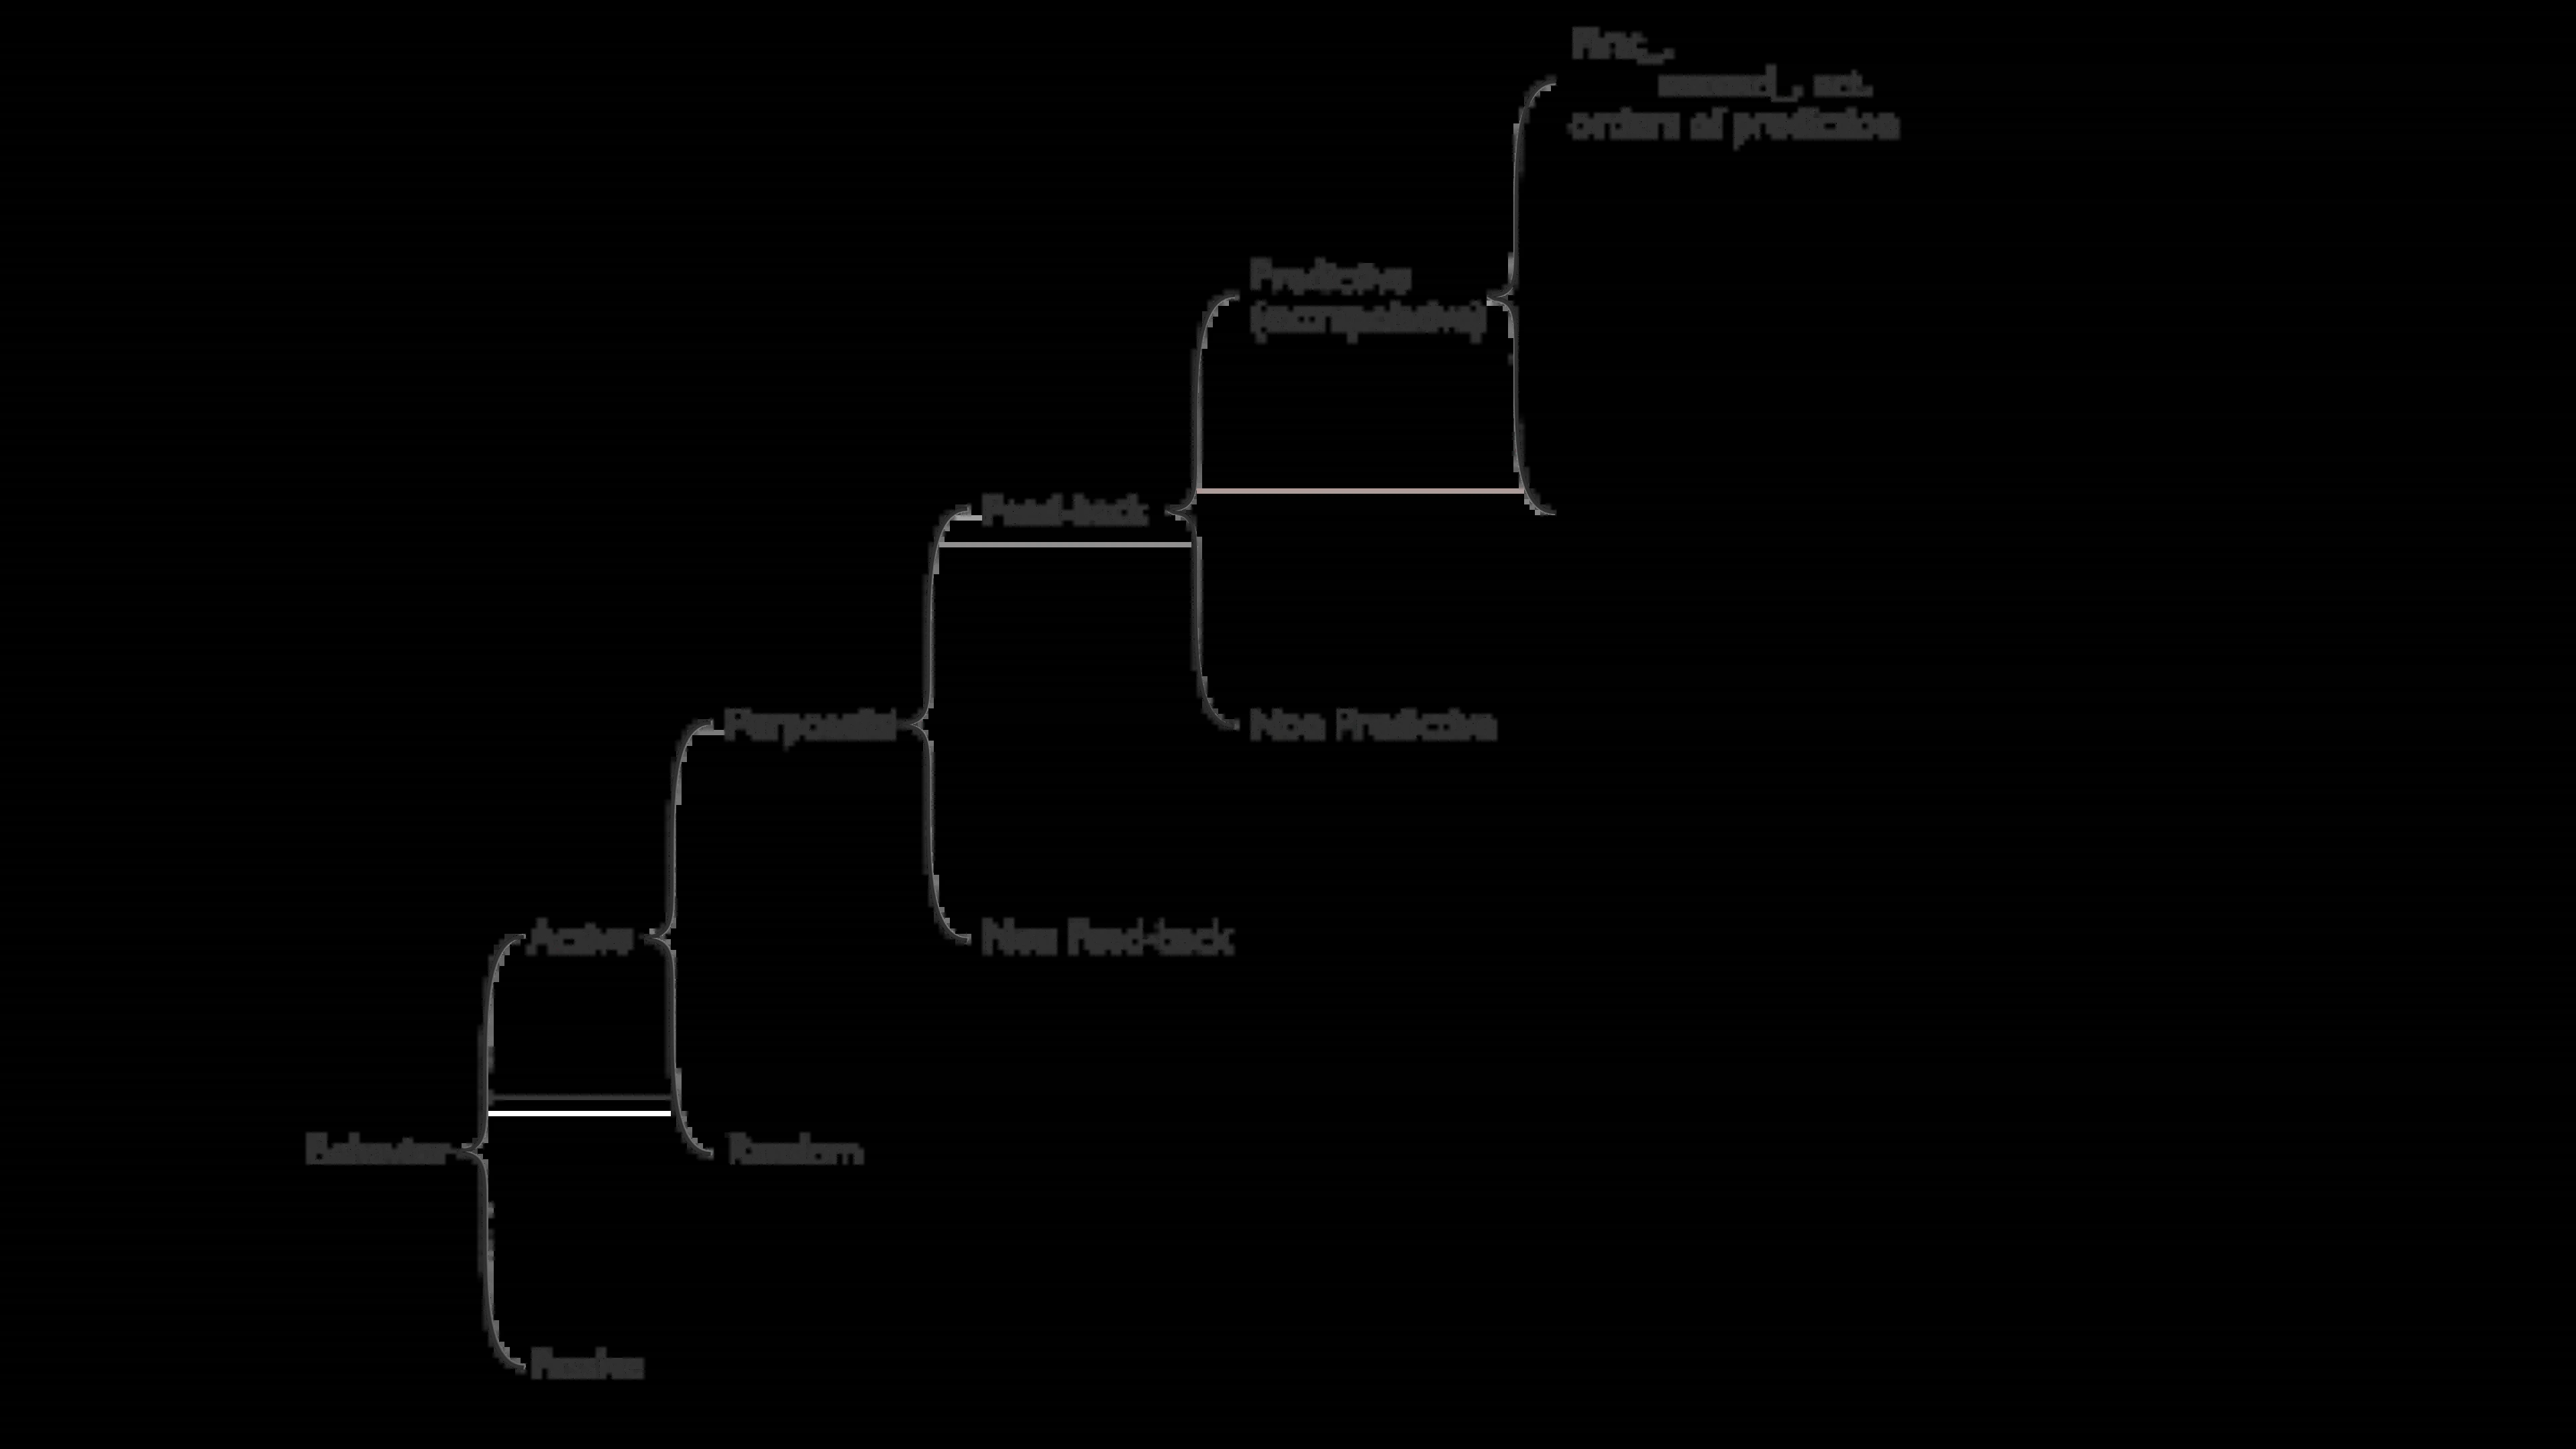 First_,
second_, ect.
orders of prediction
Predictive
(extrapolative)
Feed-back
Purposeful
Non Predictive
Active
Non Feed-back
Behavior
Random
Passive